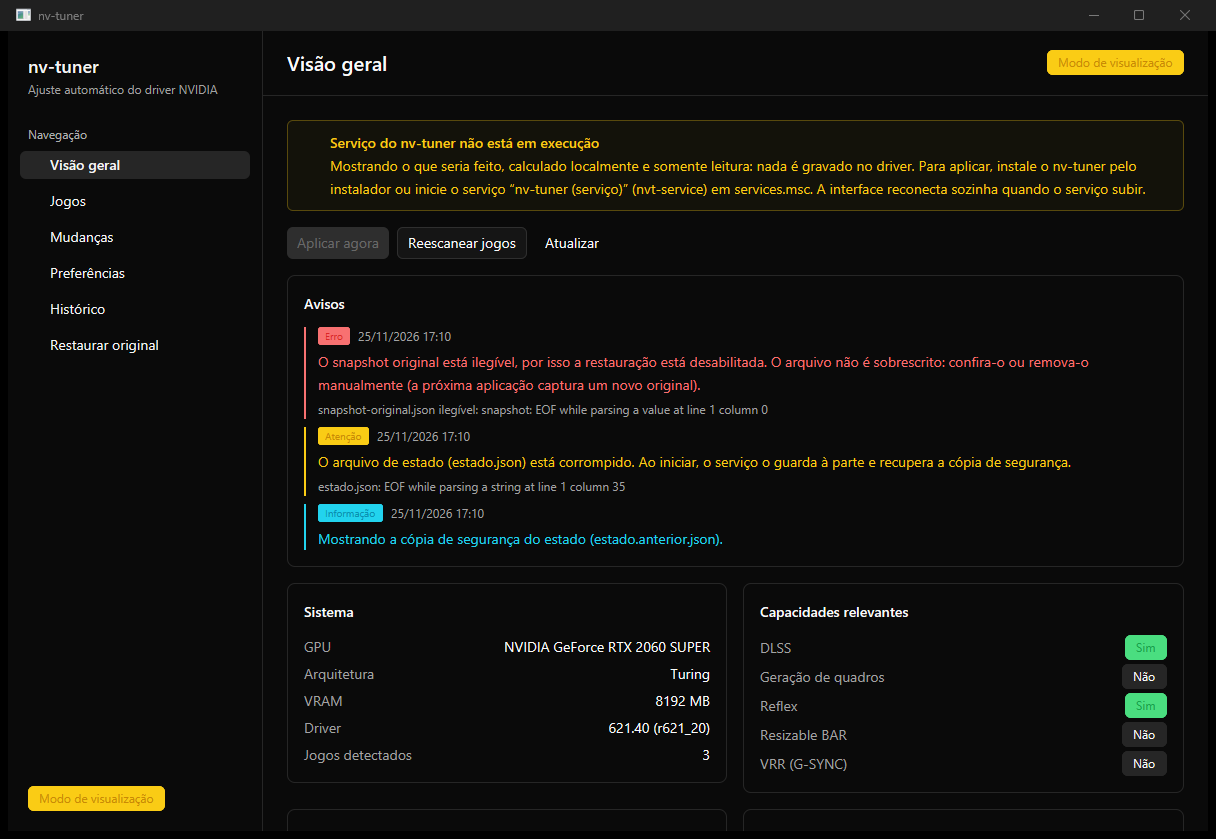 nv-tuner
nv-tuner
Ajuste automático do driver NVIDIA
Navegação
Visão geral
Jogos
Mudanças
Preferências
Histórico
Restaurar original
Modo de visualização
Visão geral
Modo de visualização
Serviço do nv-tuner não está em execução
Mostrando o que seria feito, calculado localmente e somente leitura: nada é gravado no driver. Para aplicar, instale o nv-tuner pelo
instalador ou inicie o serviço “nv-tuner (serviço)” (nvt-service) em services.msc. A interface reconecta sozinha quando o serviço subir.
Aplicar agora
Reescanear jogos
Atualizar
Avisos
Erro 25/11/2026 17:10
O snapshot original está ilegível, por isso a restauração está desabilitada. O arquivo não é sobrescrito: confira-o ou remova-o
manualmente (a próxima aplicação captura um novo original).
snapshot-original.json ilegível: snapshot: EOF while parsing a value at line 1 column 0
Atenção 25/11/2026 17:10
O arquivo de estado (estado.json) está corrompido. Ao iniciar, o serviço o guarda à parte e recupera a cópia de segurança.
estado.json: EOF while parsing a string at line 1 column 35
Informação 25/11/2026 17:10
Mostrando a cópia de segurança do estado (estado.anterior.json).
Sistema
GPU NVIDIA GeForce RTX 2060 SUPER
Arquitetura Turing
VRAM 8192 MB
Driver 621.40 (r621_20)
Jogos detectados 3
Capacidades relevantes
DLSS Sim
Geração de quadros Não
Reflex Sim
Resizable BAR Não
VRR (G-SYNC) Não